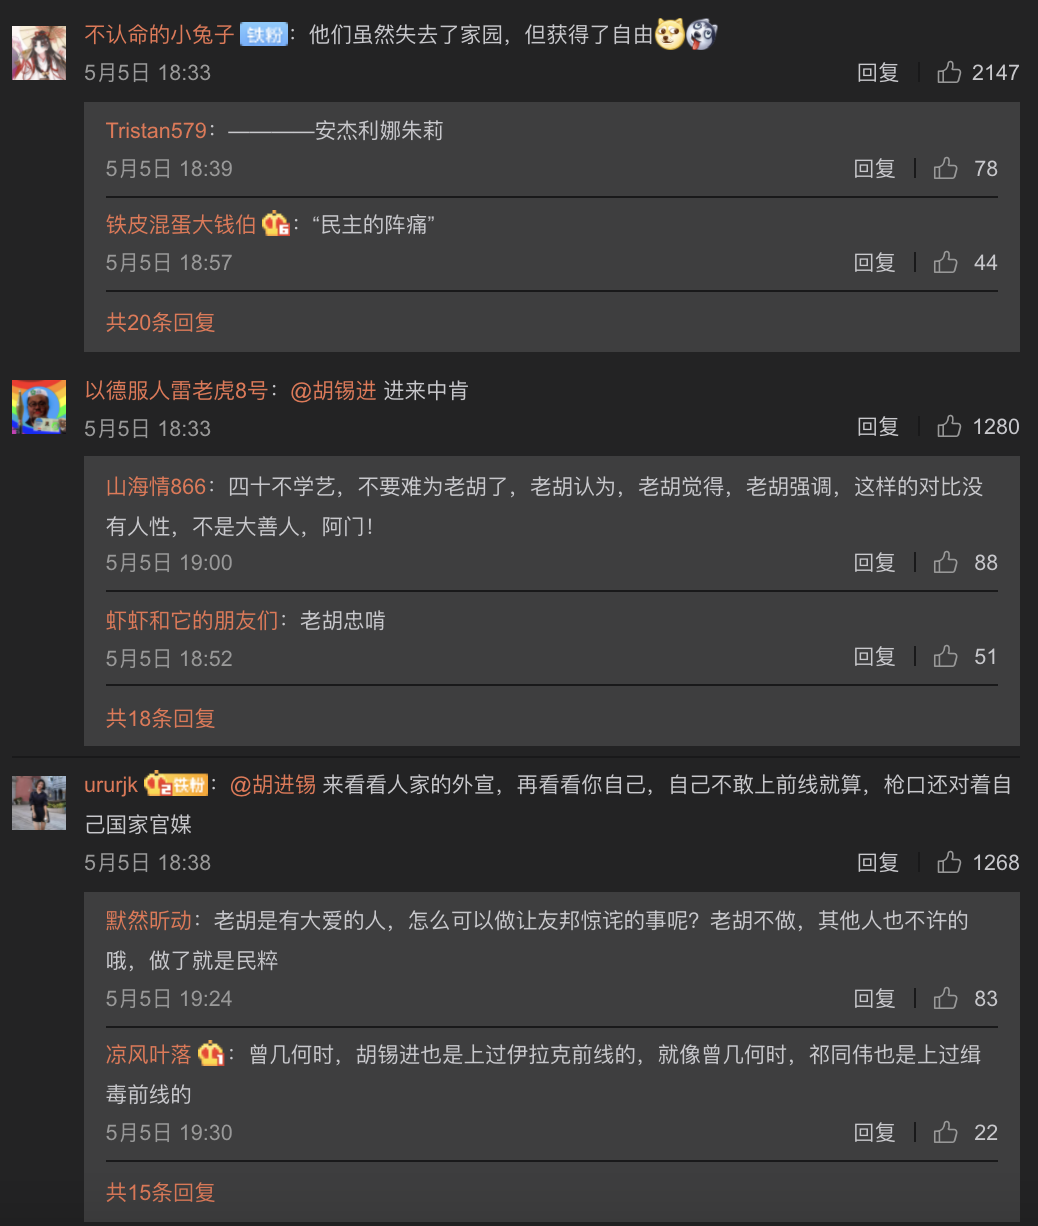 不认命的小兔子 铁粉：他们虽然失去了家园，但获得了自由
5月5日 18:33 回复 2147
Tristan579：————安杰利娜朱莉
5月5日 18:39 回复 78
铁皮混蛋大钱伯 6：“民主的阵痛”
5月5日 18:57 回复 44
共20条回复
以德服人雷老虎8号：@胡锡进 进来中肯
5月5日 18:33 回复 1280
山海情866：四十不学艺，不要难为老胡了，老胡认为，老胡觉得，老胡强调，这样的对比没
有人性，不是大善人，阿门！
5月5日 19:00 回复 88
虾虾和它的朋友们：老胡忠啃
5月5日 18:52 回复 51
共18条回复
ururjk 2铁粉：@胡进锡 来看看人家的外宣，再看看你自己，自己不敢上前线就算，枪口还对着自
己国家官媒
5月5日 18:38 回复 1268
默然昕动：老胡是有大爱的人，怎么可以做让友邦惊诧的事呢？老胡不做，其他人也不许的
哦，做了就是民粹
5月5日 19:24 回复 83
凉风叶落 1：曾几何时，胡锡进也是上过伊拉克前线的，就像曾几何时，祁同伟也是上过缉
毒前线的
5月5日 19:30 回复 22
共15条回复